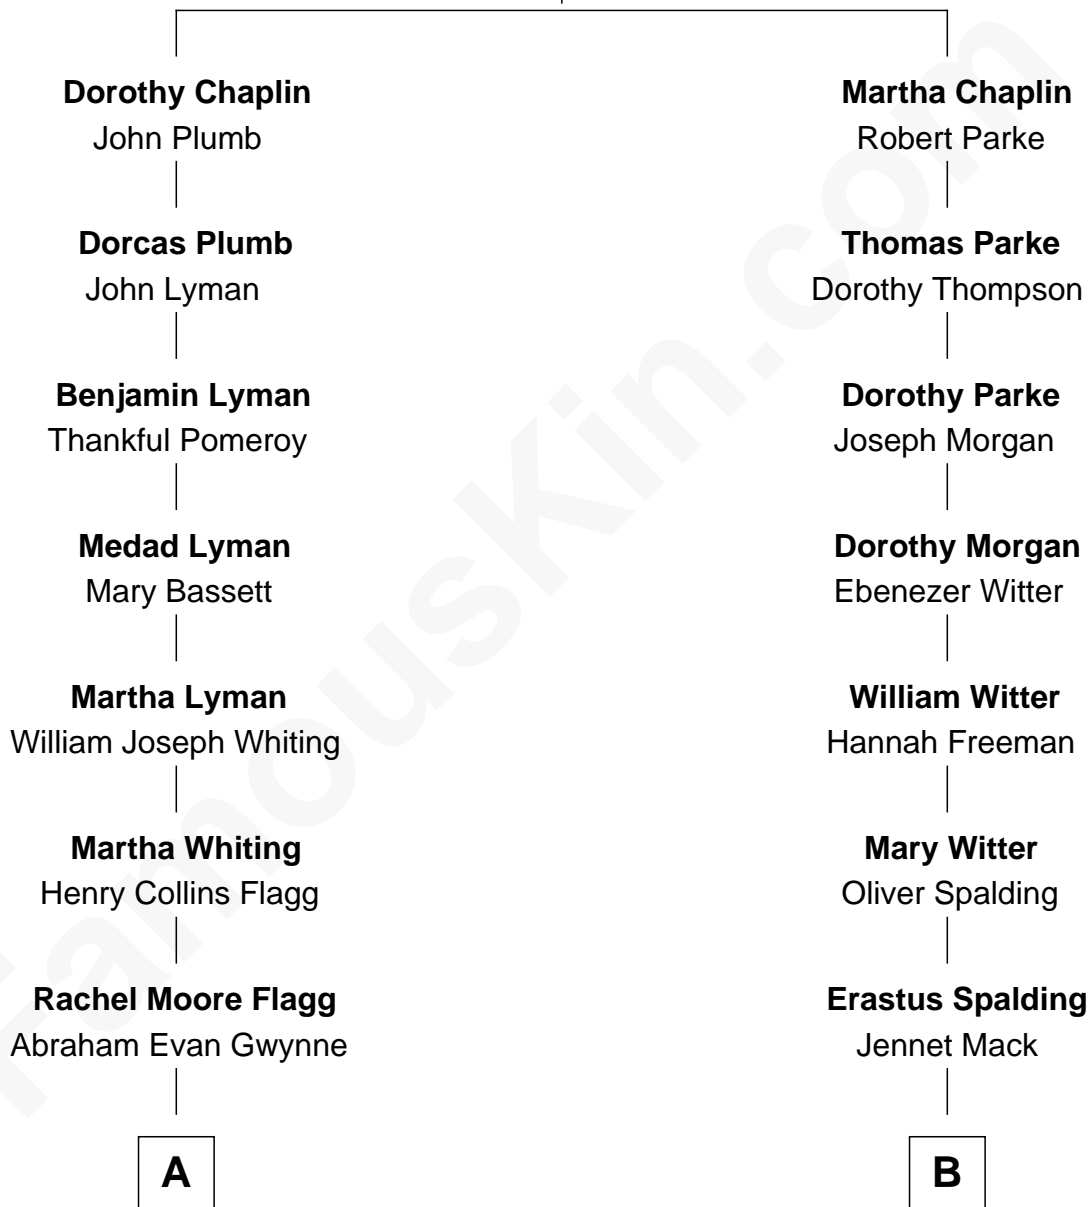 Dorothy Chaplin
John Plumb
Dorcas Plumb
John Lyman
Benjamin Lyman
Thankful Pomeroy
Medad Lyman
Mary Bassett
Martha Lyman
William Joseph Whiting
Martha Whiting
Henry Collins Flagg
Rachel Moore Flagg
Abraham Evan Gwynne
A
Martha Chaplin
Robert Parke
Thomas Parke
Dorothy Thompson
Dorothy Parke
Joseph Morgan
Dorothy Morgan
Ebenezer Witter
William Witter
Hannah Freeman
Mary Witter
Oliver Spalding
Erastus Spalding
Jennet Mack
B
FamousKin.com